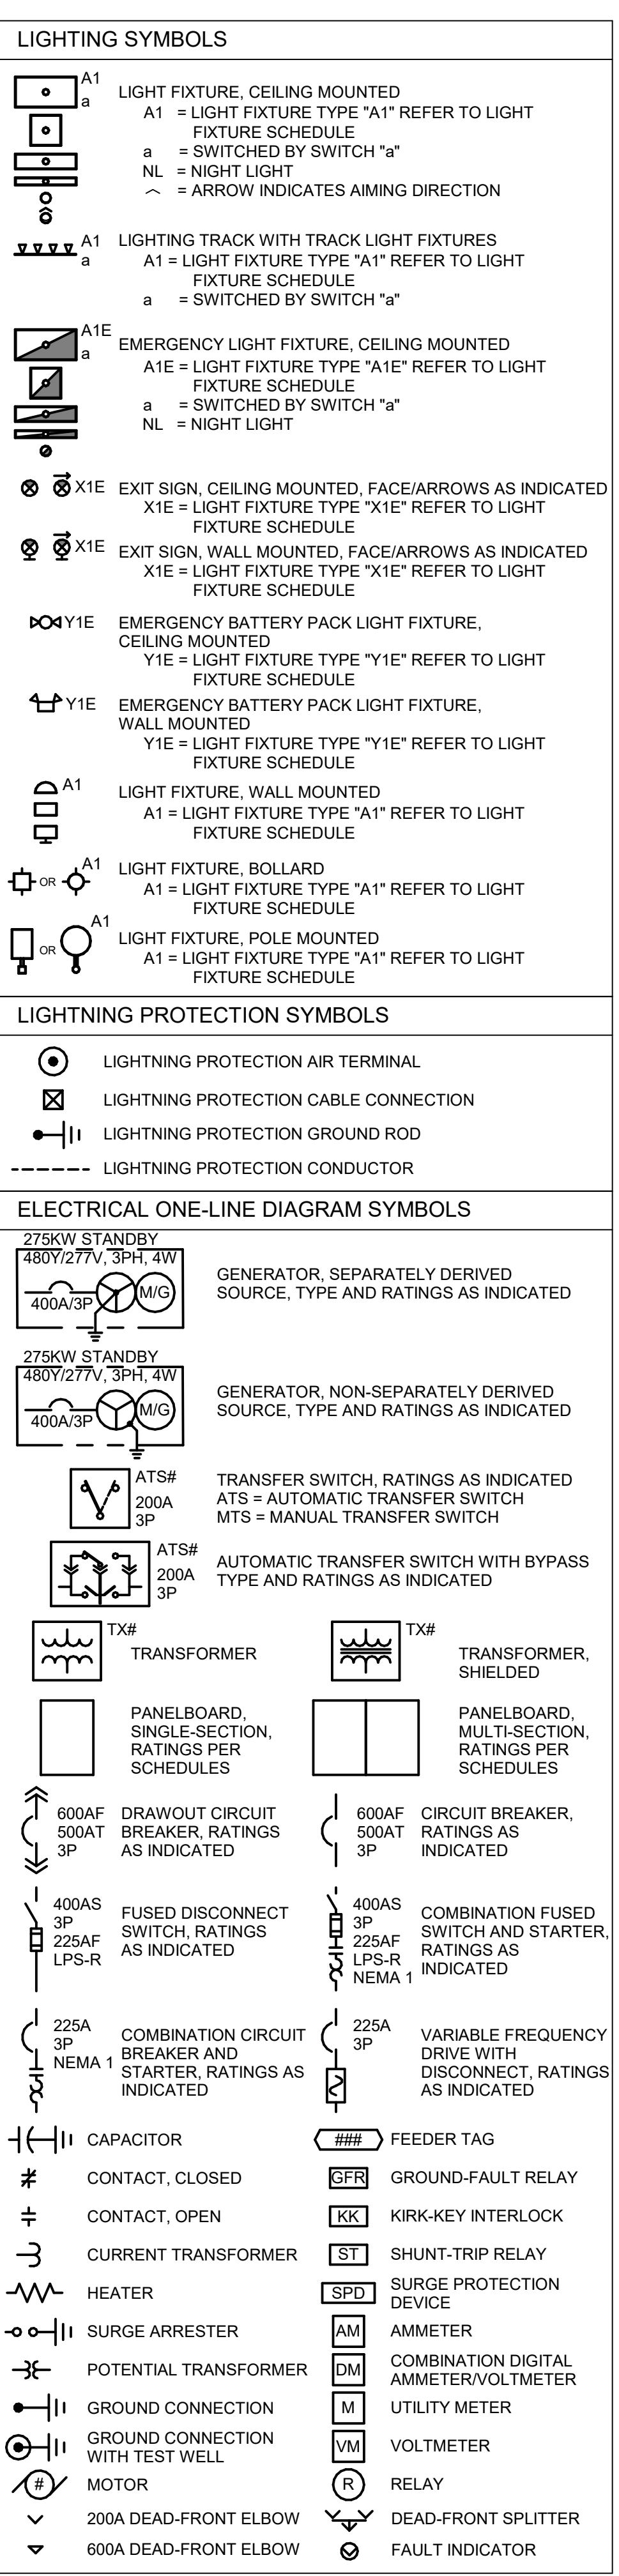 LIGHTING SYMBOLS
A1
a
LIGHT FIXTURE, CEILING MOUNTED
A1 = LIGHT FIXTURE TYPE "A1" REFER TO LIGHT
FIXTURE SCHEDULE
a = SWITCHED BY SWITCH "a"
NL = NIGHT LIGHT
= ARROW INDICATES AIMING DIRECTION
A1
a
LIGHTING TRACK WITH TRACK LIGHT FIXTURES
A1 = LIGHT FIXTURE TYPE "A1" REFER TO LIGHT
FIXTURE SCHEDULE
a = SWITCHED BY SWITCH "a"
A1E
a
EMERGENCY LIGHT FIXTURE, CEILING MOUNTED
A1E = LIGHT FIXTURE TYPE "A1E" REFER TO LIGHT
FIXTURE SCHEDULE
a = SWITCHED BY SWITCH "a"
NL = NIGHT LIGHT
X1E
EXIT SIGN, CEILING MOUNTED, FACE/ARROWS AS INDICATED
X1E = LIGHT FIXTURE TYPE "X1E" REFER TO LIGHT
FIXTURE SCHEDULE
X1E
EXIT SIGN, WALL MOUNTED, FACE/ARROWS AS INDICATED
X1E = LIGHT FIXTURE TYPE "X1E" REFER TO LIGHT
FIXTURE SCHEDULE
Y1E
EMERGENCY BATTERY PACK LIGHT FIXTURE,
CEILING MOUNTED
Y1E = LIGHT FIXTURE TYPE "Y1E" REFER TO LIGHT
FIXTURE SCHEDULE
Y1E
EMERGENCY BATTERY PACK LIGHT FIXTURE,
WALL MOUNTED
Y1E = LIGHT FIXTURE TYPE "Y1E" REFER TO LIGHT
FIXTURE SCHEDULE
A1
LIGHT FIXTURE, WALL MOUNTED
A1 = LIGHT FIXTURE TYPE "A1" REFER TO LIGHT
FIXTURE SCHEDULE
OR
A1
LIGHT FIXTURE, BOLLARD
A1 = LIGHT FIXTURE TYPE "A1" REFER TO LIGHT
FIXTURE SCHEDULE
OR
A1
LIGHT FIXTURE, POLE MOUNTED
A1 = LIGHT FIXTURE TYPE "A1" REFER TO LIGHT
FIXTURE SCHEDULE
LIGHTNING PROTECTION SYMBOLS
LIGHTNING PROTECTION AIR TERMINAL
LIGHTNING PROTECTION CABLE CONNECTION
LIGHTNING PROTECTION GROUND ROD
LIGHTNING PROTECTION CONDUCTOR
ELECTRICAL ONE-LINE DIAGRAM SYMBOLS
275KW STANDBY
480Y/277V, 3PH, 4W
400A/3P
M/G
GENERATOR, SEPARATELY DERIVED
SOURCE, TYPE AND RATINGS AS INDICATED
275KW STANDBY
480Y/277V, 3PH, 4W
400A/3P
M/G
GENERATOR, NON-SEPARATELY DERIVED
SOURCE, TYPE AND RATINGS AS INDICATED
ATS#
200A
3P
TRANSFER SWITCH, RATINGS AS INDICATED
ATS = AUTOMATIC TRANSFER SWITCH
MTS = MANUAL TRANSFER SWITCH
ATS#
200A
3P
AUTOMATIC TRANSFER SWITCH WITH BYPASS
TYPE AND RATINGS AS INDICATED
TX#
TRANSFORMER
TX#
TRANSFORMER,
SHIELDED
PANELBOARD,
SINGLE-SECTION,
RATINGS PER
SCHEDULES
PANELBOARD,
MULTI-SECTION,
RATINGS PER
SCHEDULES
600AF
500AT
3P
DRAWOUT CIRCUIT
BREAKER, RATINGS
AS INDICATED
600AF
500AT
3P
CIRCUIT BREAKER,
RATINGS AS
INDICATED
400AS
3P
225AF
LPS-R
FUSED DISCONNECT
SWITCH, RATINGS
AS INDICATED
400AS
3P
225AF
LPS-R
NEMA 1
COMBINATION FUSED
SWITCH AND STARTER,
RATINGS AS
INDICATED
225A
3P
NEMA 1
COMBINATION CIRCUIT
BREAKER AND
STARTER, RATINGS AS
INDICATED
225A
3P
VARIABLE FREQUENCY
DRIVE WITH
DISCONNECT, RATINGS
AS INDICATED
CAPACITOR
### FEEDER TAG
CONTACT, CLOSED
GFR GROUND-FAULT RELAY
CONTACT, OPEN
KK KIRK-KEY INTERLOCK
CURRENT TRANSFORMER
ST SHUNT-TRIP RELAY
HEATER
SPD SURGE PROTECTION
DEVICE
SURGE ARRESTER
AM AMMETER
POTENTIAL TRANSFORMER
DM COMBINATION DIGITAL
AMMETER/VOLTMETER
GROUND CONNECTION
M UTILITY METER
GROUND CONNECTION
WITH TEST WELL
VM VOLTMETER
# MOTOR
R RELAY
200A DEAD-FRONT ELBOW
DEAD-FRONT SPLITTER
600A DEAD-FRONT ELBOW
FAULT INDICATOR